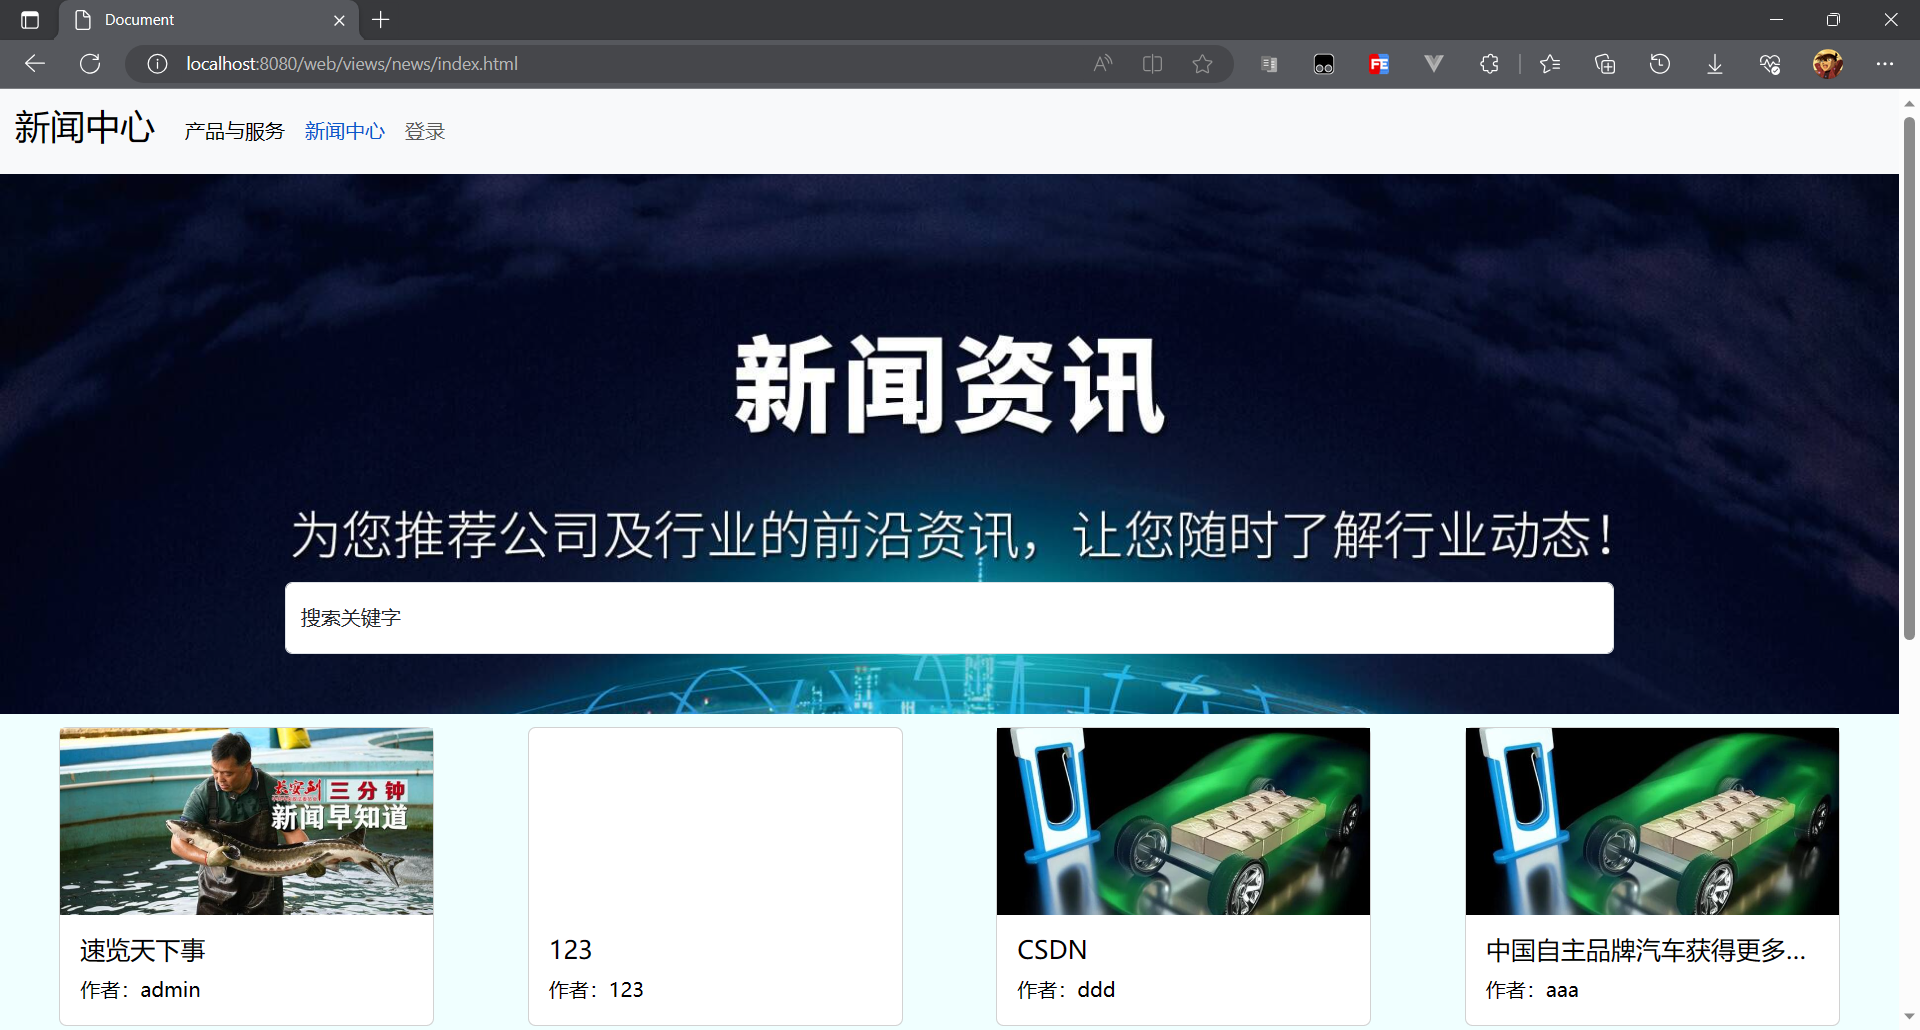 Document
localhost:8080/web/views/news/index.html
新闻中心 产品与服务 新闻中心 登录
新闻资讯
为您推荐公司及行业的前沿资讯，让您随时了解行业动态！
搜索关键字
长安剑 三分钟
新闻早知道
速览天下事
作者：admin
123
作者：123
CSDN
作者：ddd
中国自主品牌汽车获得更多...
作者：aaa